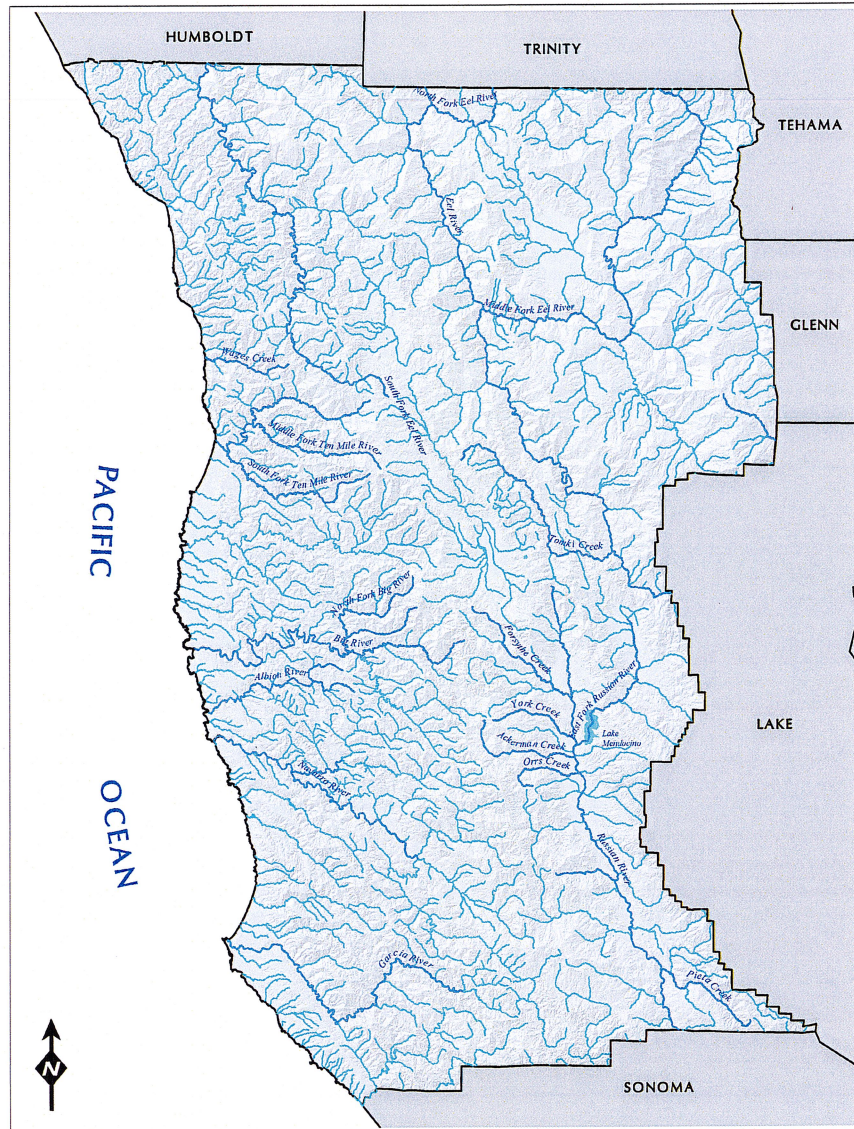 HUMBOLDT
TRINITY
TEHAMA
North Fork Eel River
Eel River
Middle Fork Eel River
GLENN
Wages Creek
South Fork Eel River
Middle Fork Ten Mile River
South Fork Ten Mile River
PACIFIC
Tomki Creek
North Fork Big River
Big River
Forsythe Creek
Albion River
East Fork Russian River
York Creek
LAKE
Ackerman Creek
Lake
Mendocino
Orrs Creek
Navarro River
OCEAN
Russian River
Garcia River
Pieta Creek
N
SONOMA